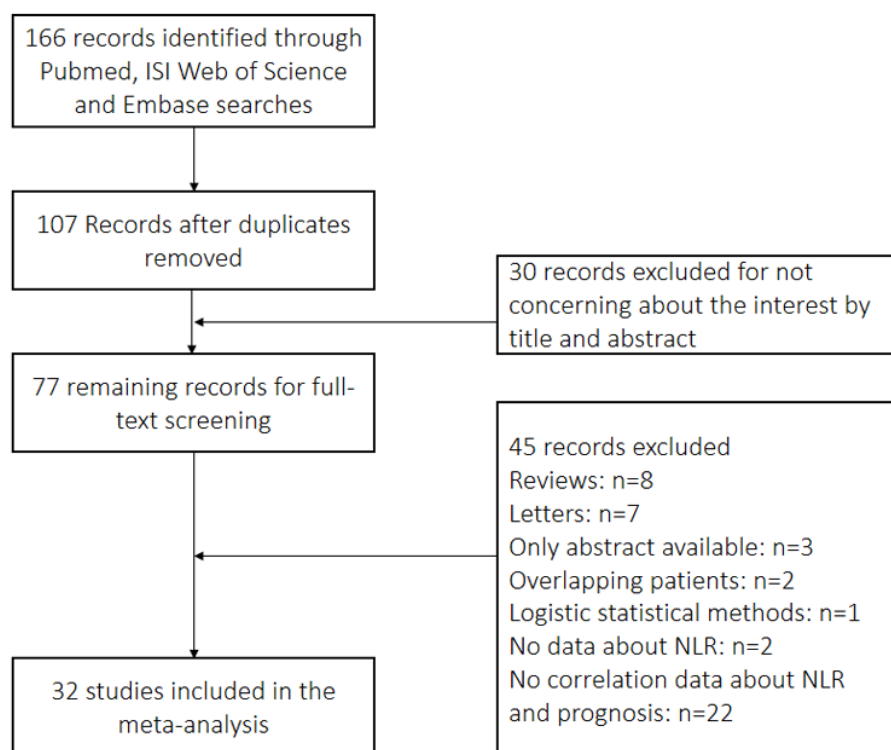 166 records identified through
Pubmed, ISI Web of Science
and Embase searches
107 Records after duplicates
removed
30 records excluded for not
concerning about the interest by
title and abstract
77 remaining records for full-
text screening
45 records excluded
Reviews: n=8
Letters: n=7
Only abstract available: n=3
Overlapping patients: n=2
Logistic statistical methods: n=1
No data about NLR: n=2
No correlation data about NLR
and prognosis: n=22
32 studies included in the
meta-analysis